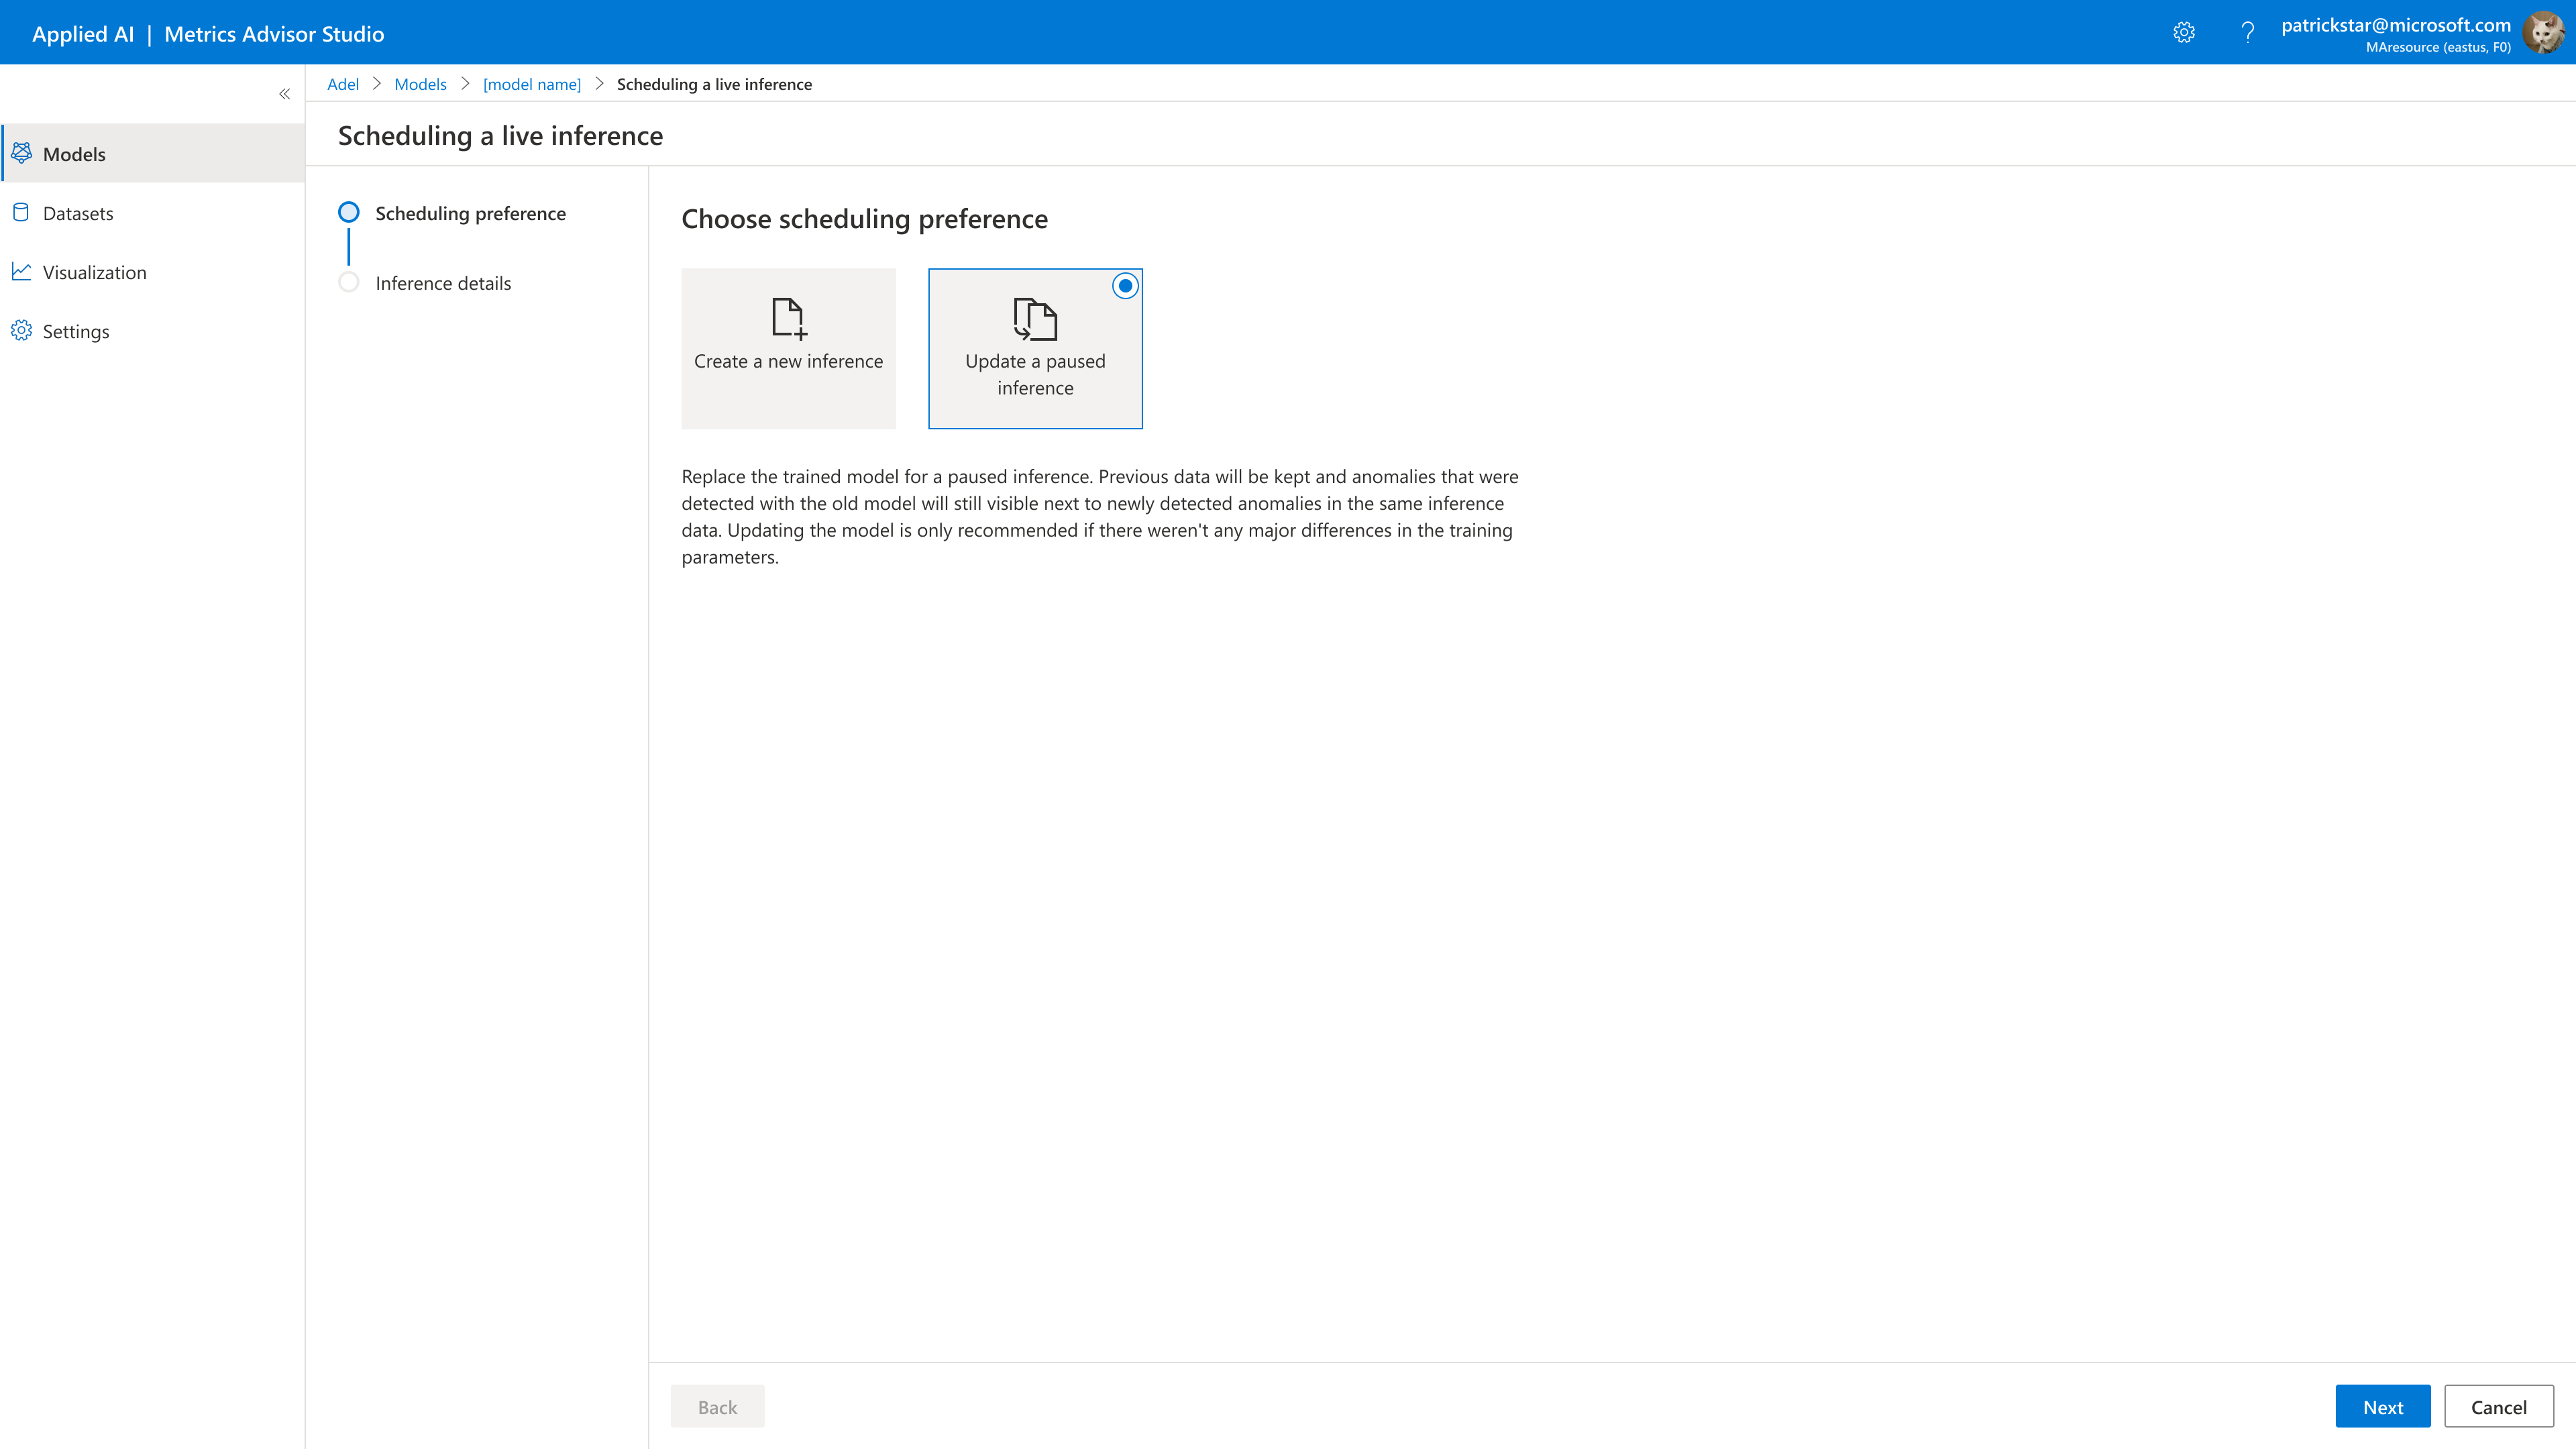 Applied AI | Metrics Advisor Studio
patrickstar@microsoft.com
MAresource (eastus, F0)
Adel > Models > [model name] > Scheduling a live inference
Scheduling a live inference
Models
Datasets
Visualization
Settings
Scheduling preference
Inference details
Choose scheduling preference
Create a new inference
Update a paused
inference
Replace the trained model for a paused inference. Previous data will be kept and anomalies that were
detected with the old model will still visible next to newly detected anomalies in the same inference
data. Updating the model is only recommended if there weren't any major differences in the training
parameters.
Back
Next
Cancel